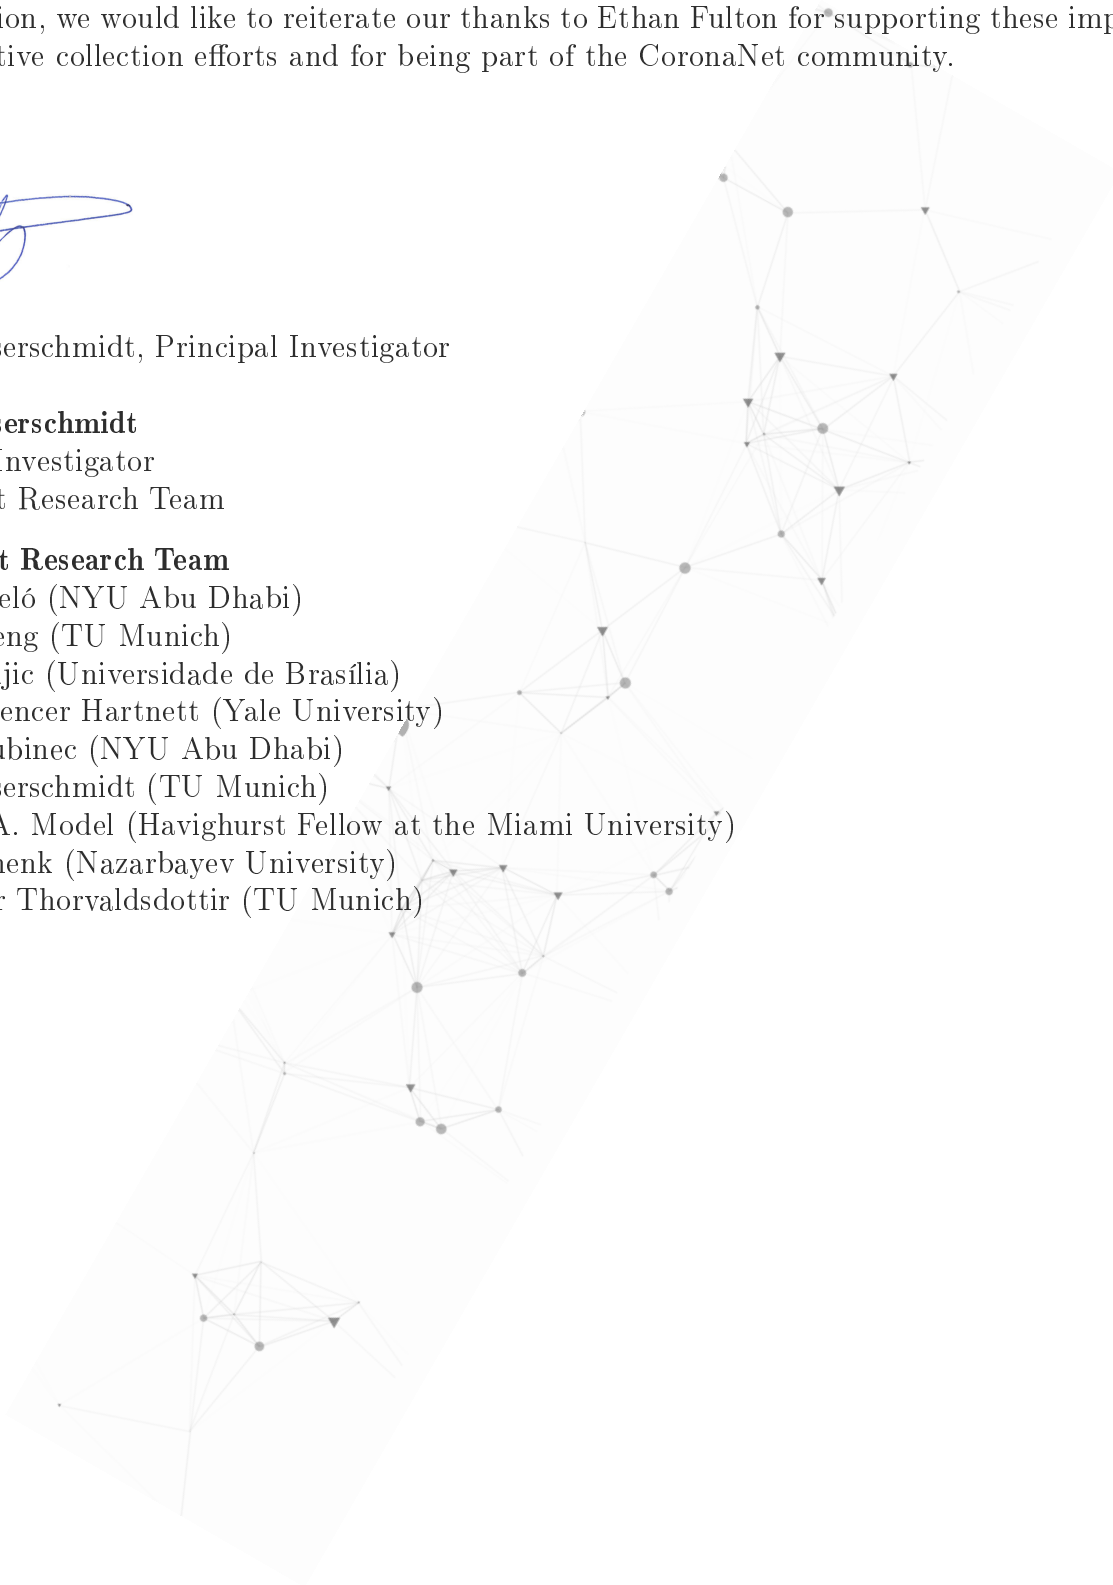 ion, we would like to reiterate our thanks to Ethan Fulton for supporting these imp
tive collection efforts and for being part of the CoronaNet community.
serschmidt, Principal Investigator
serschmidt
Investigator
t Research Team
t Research Team
eló (NYU Abu Dhabi)
eng (TU Munich)
jic (Universidade de Brasília)
encer Hartnett (Yale University)
ubinec (NYU Abu Dhabi)
serschmidt (TU Munich)
A. Model (Havighurst Fellow at the Miami University)
henk (Nazarbayev University)
r Thorvaldsdottir (TU Munich)